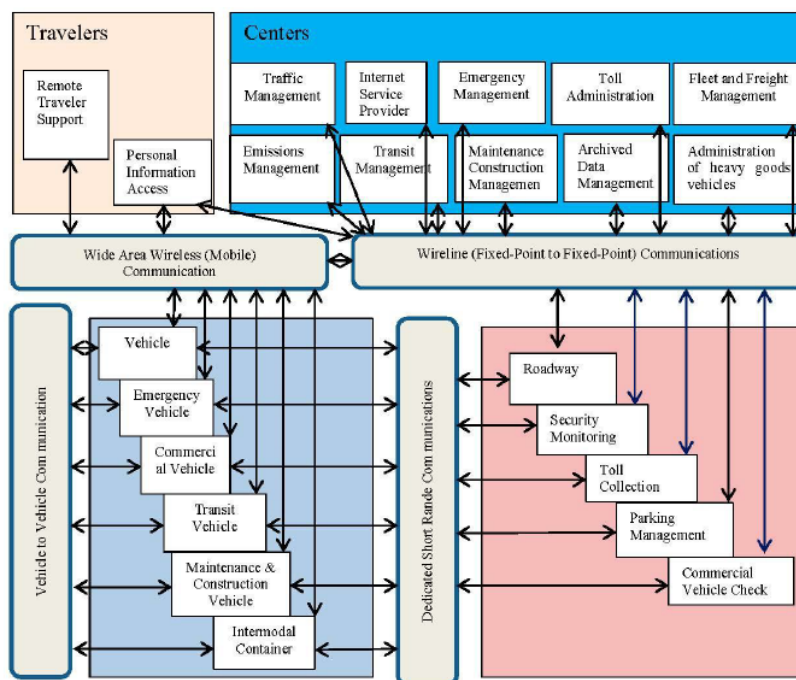 Travelers
Remote
Traveler
Support
Personal
Information
Access
Centers
Traffic
Management
Internet
Service
Provider
Emergency
Management
Toll
Administration
Fleet and Freight
Management
Emissions
Management
Transit
Management
Maintenance
Construction
Managemen
Archived
Data
Management
Administration
of heavy goods
vehicles
Wide Area Wireless (Mobile)
Communication
Wireline (Fixed-Point to Fixed-Point) Communications
Vehicle to Vehicle Communication
Vehicle
Emergency
Vehicle
Commerci
al Vehicle
Transit
Vehicle
Maintenance &
Construction
Vehicle
Intermodal
Container
Dedicated Short Rande Communications
Roadway
Security
Monitoring
Toll
Collection
Parking
Management
Commercial
Vehicle Check